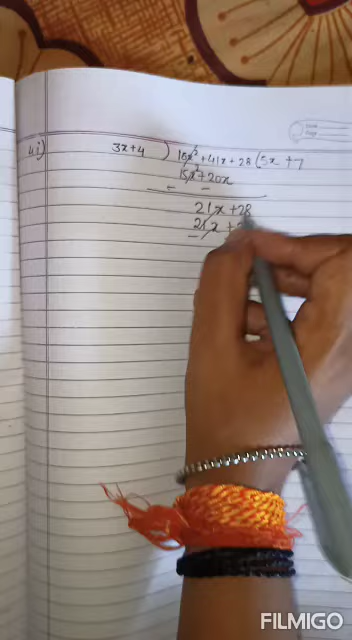 4 i) 3x+4 ) 15x² + 41x + 28 ( 5x + 7
15x² + 20x
- -
21x + 28
21x +
-
FILMIGO